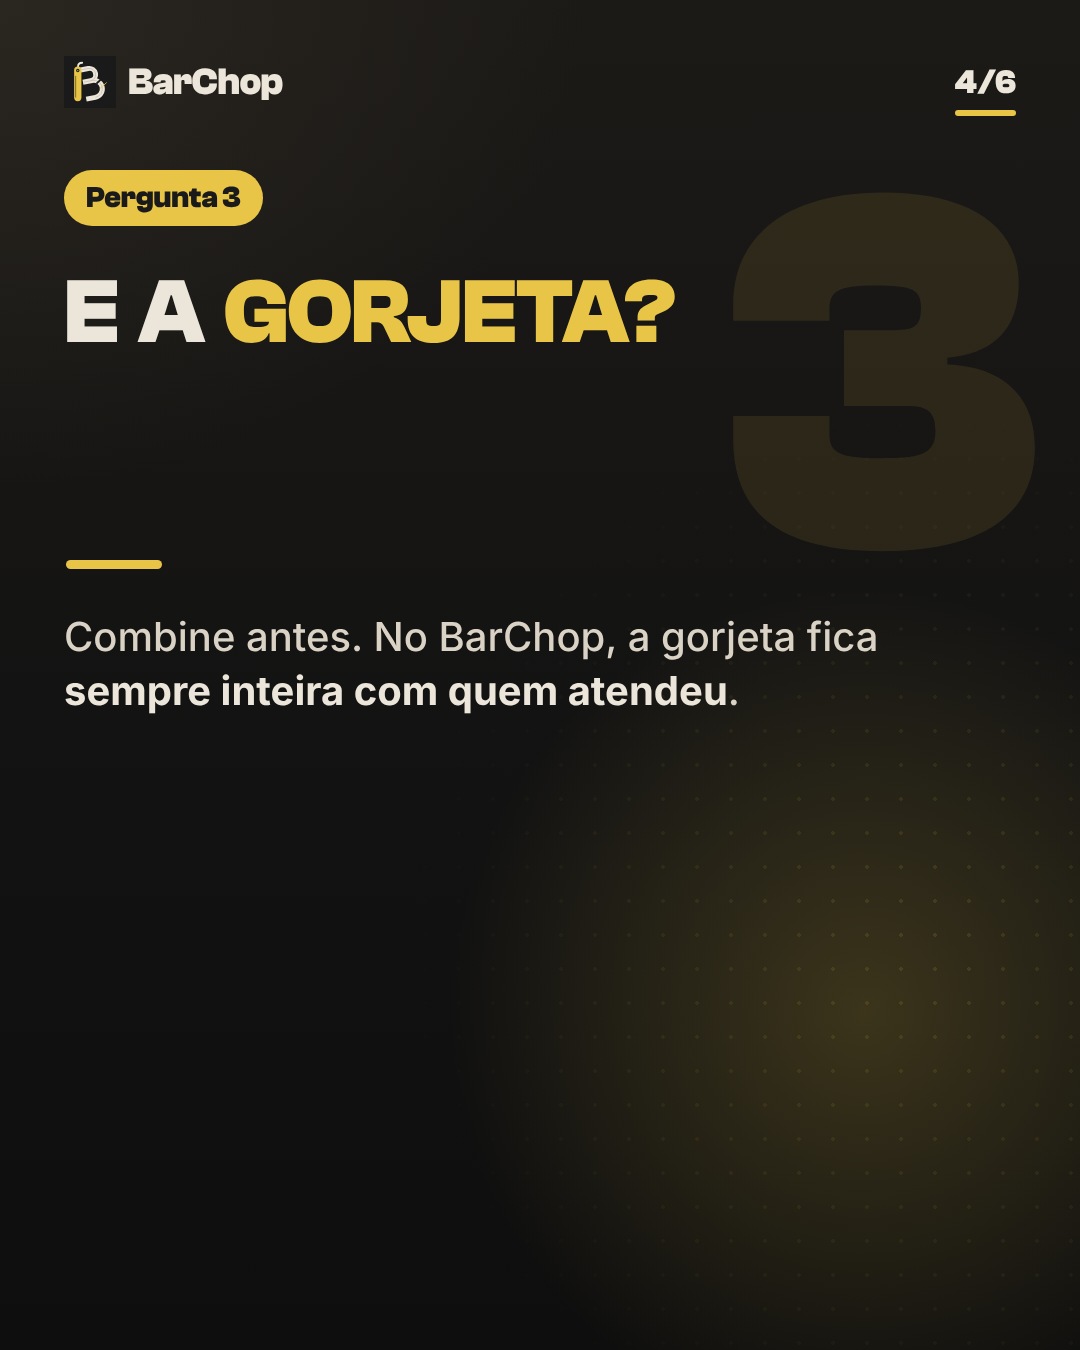 BarChop
4/6
Pergunta 3
E A GORJETA?
3
Combine antes. No BarChop, a gorjeta fica
sempre inteira com quem atendeu.